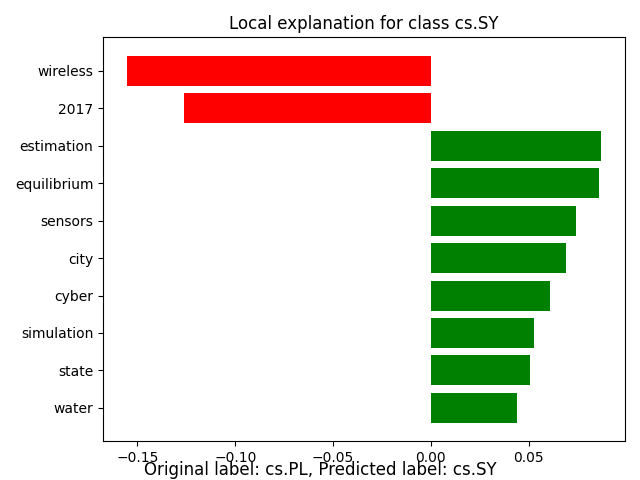 Local explanation for class cs.SY
wireless
2017
estimation
equilibrium
sensors
city
cyber
simulation
state
water
−0.15 −0.10 −0.05 0.00 0.05
Original label: cs.PL, Predicted label: cs.SY